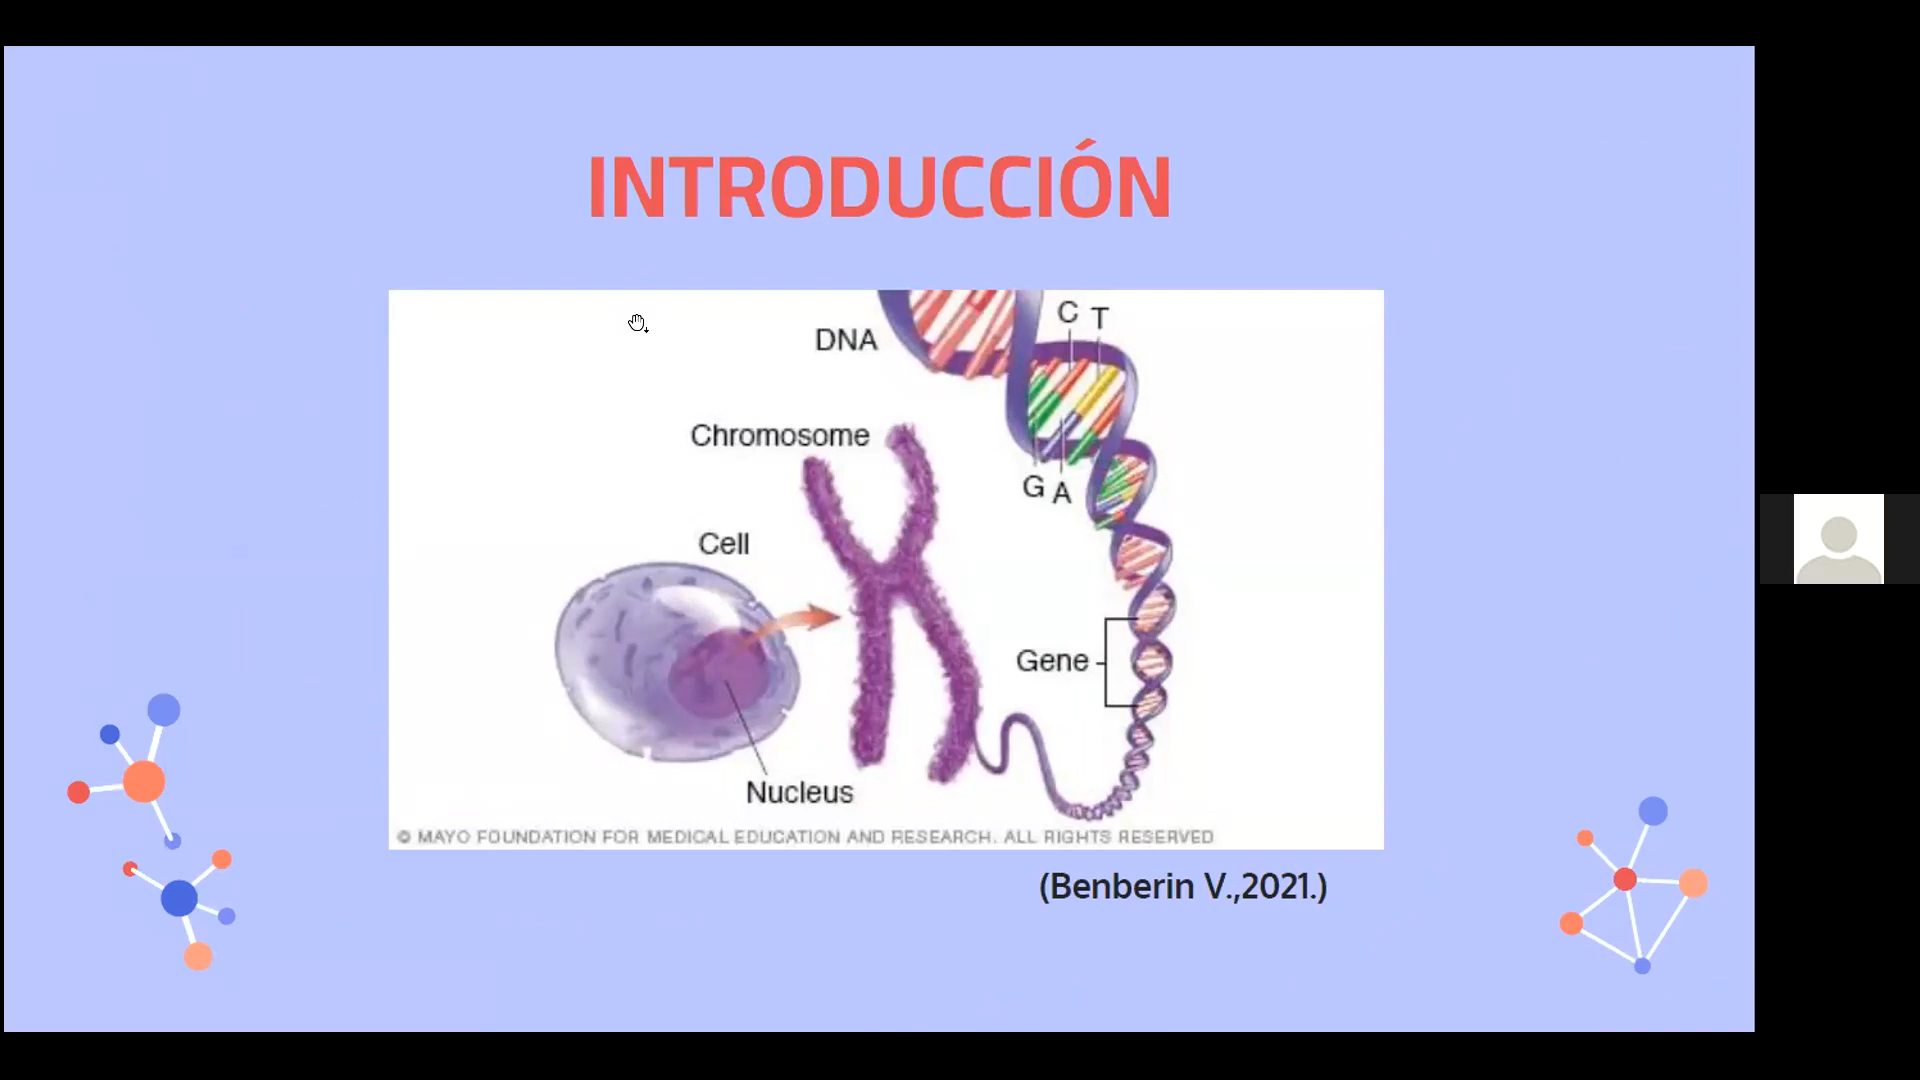 INTRODUCCIÓN
C T
DNA
Chromosome
G A
Cell
Gene
Nucleus
© MAYO FOUNDATION FOR MEDICAL EDUCATION AND RESEARCH. ALL RIGHTS RESERVED
(Benberin V.,2021.)